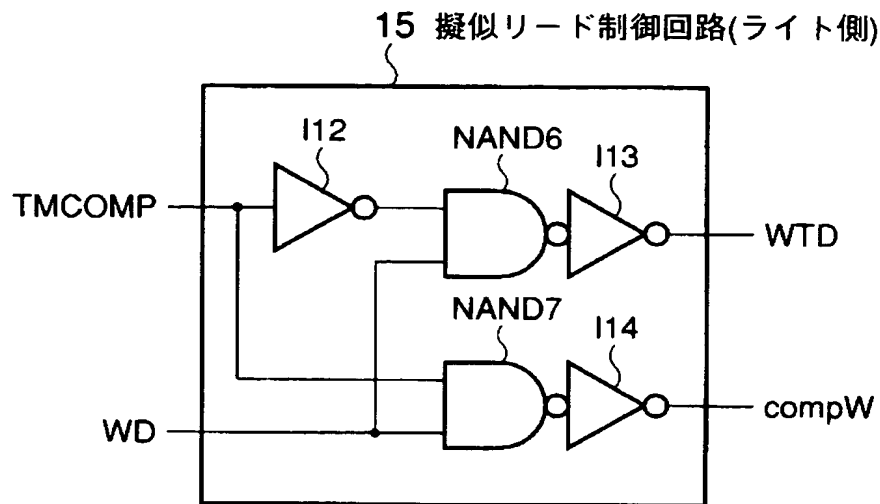 15 擬似リード制御回路(ライト側)
I12
NAND6
I13
TMCOMP
WTD
NAND7
I14
compW
WD